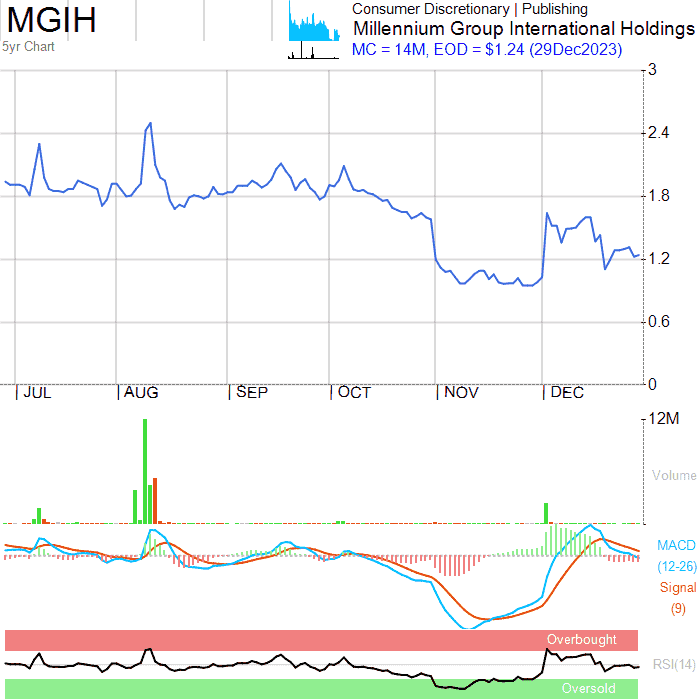 MGIH
5yr Chart
Consumer Discretionary | Publishing
Millennium Group International Holdings
MC = 14M, EOD = $1.24 (29Dec2023)
3
2.4
1.8
1.2
0.6
0
JUL AUG SEP OCT NOV DEC
12M
Volume
MACD
(12-26)
Signal
(9)
Overbought
RSI(14)
Oversold